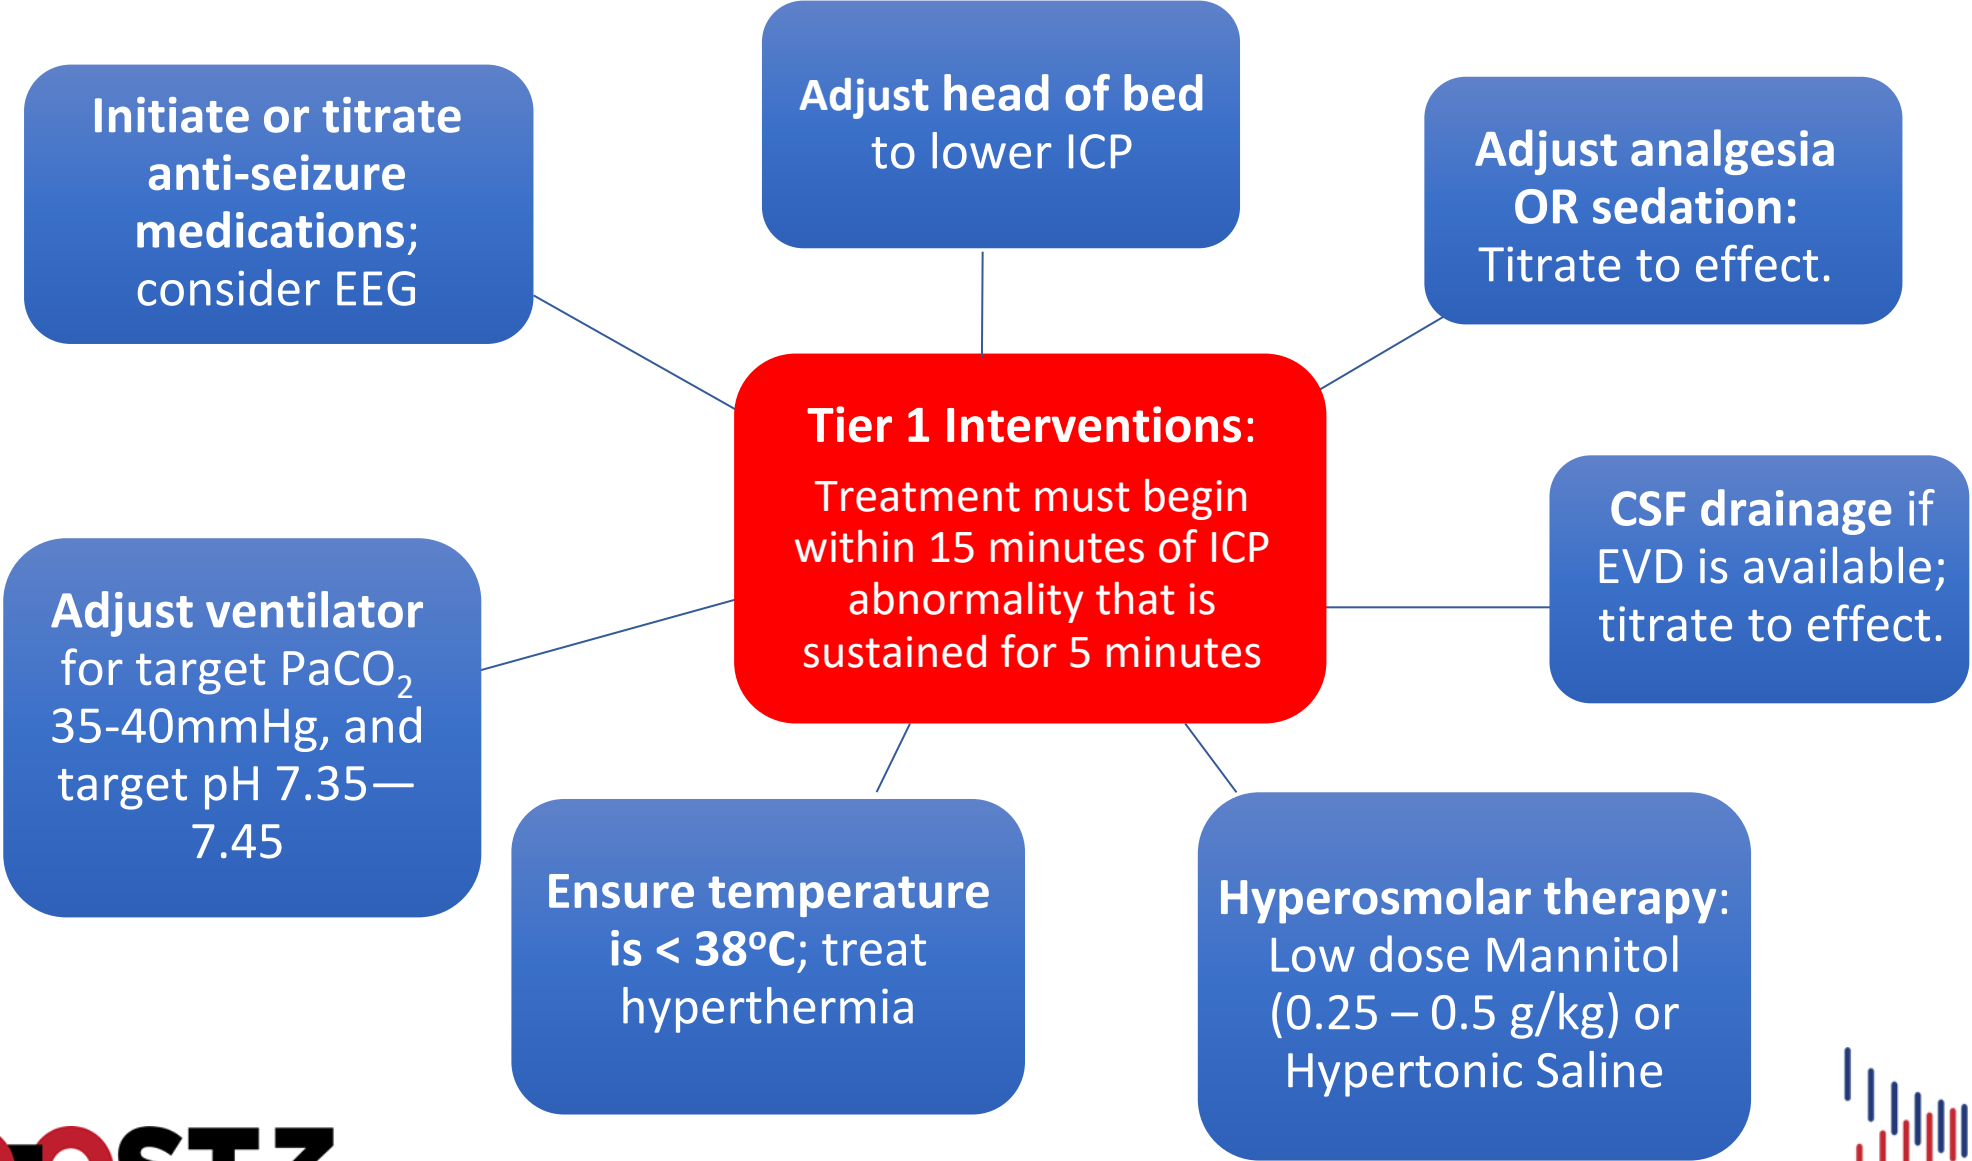 Initiate or titrate
anti-seizure
medications;
consider EEG
Adjust head of bed
to lower ICP
Adjust analgesia
OR sedation:
Titrate to effect.
Tier 1 Interventions:
Treatment must begin
within 15 minutes of ICP
abnormality that is
sustained for 5 minutes
CSF drainage if
EVD is available;
titrate to effect.
Adjust ventilator
for target PaCO₂
35-40mmHg, and
target pH 7.35—
7.45
Ensure temperature
is < 38ºC; treat
hyperthermia
Hyperosmolar therapy:
Low dose Mannitol
(0.25 – 0.5 g/kg) or
Hypertonic Saline